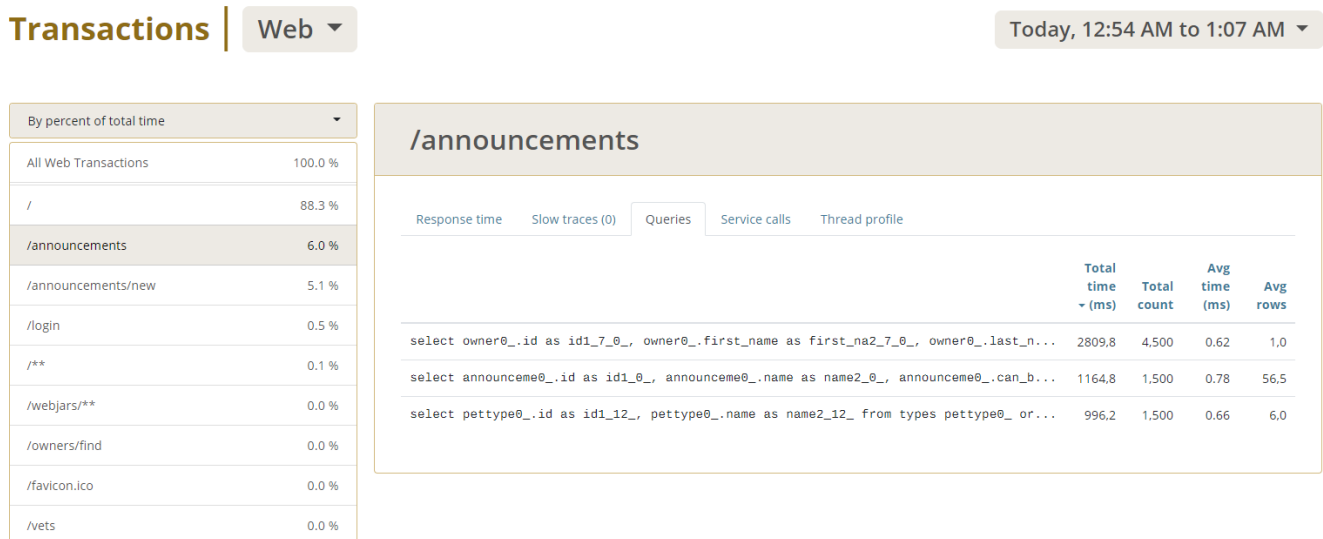 Transactions Web Today, 12:54 AM to 1:07 AM
By percent of total time
All Web Transactions 100.0 %
/ 88.3 %
/announcements 6.0 %
/announcements/new 5.1 %
/login 0.5 %
/** 0.1 %
/webjars/** 0.0 %
/owners/find 0.0 %
/favicon.ico 0.0 %
/vets 0.0 %
/announcements
Response time Slow traces (0) Queries Service calls Thread profile
Total time (ms) Total count Avg time (ms) Avg rows
select owner0_.id as id1_7_0_, owner0_.first_name as first_na2_7_0_, owner0_.last_n... 2809,8 4,500 0.62 1,0
select announceme0_.id as id1_0_, announceme0_.name as name2_0_, announceme0_.can_b... 1164,8 1,500 0.78 56,5
select pettype0_.id as id1_12_, pettype0_.name as name2_12_ from types pettype0_ or... 996,2 1,500 0.66 6,0